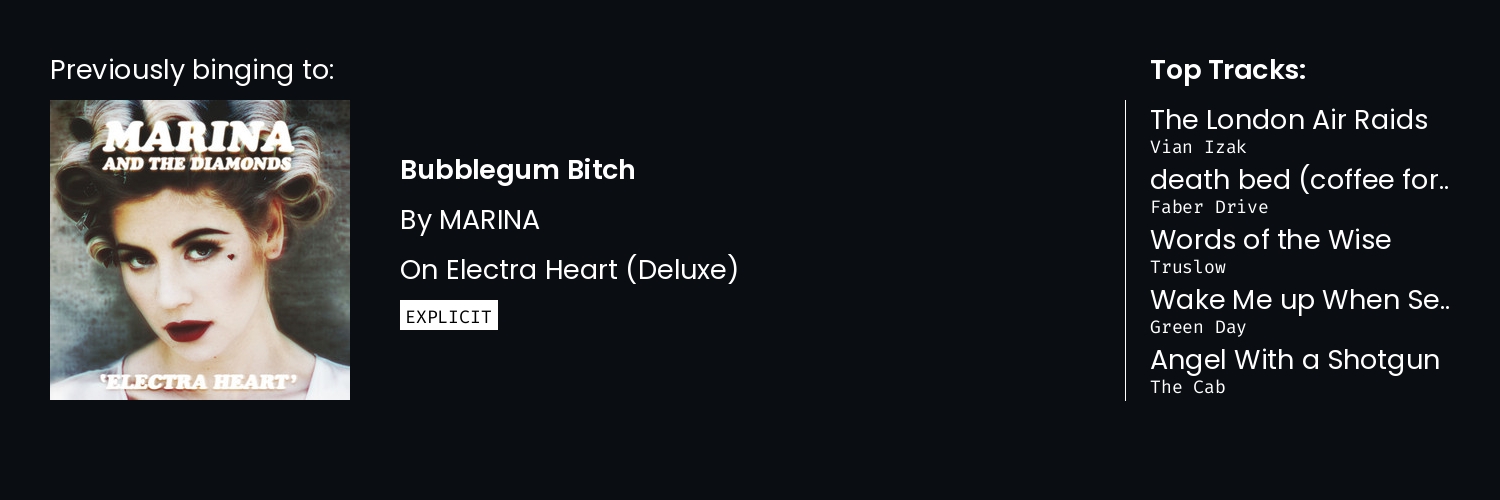 Previously binging to:
MARINA
AND THE DIAMONDS
'ELECTRA HEART'
Bubblegum Bitch
By MARINA
On Electra Heart (Deluxe)
EXPLICIT
Top Tracks:
The London Air Raids
Vian Izak
death bed (coffee for..
Faber Drive
Words of the Wise
Truslow
Wake Me up When Se..
Green Day
Angel With a Shotgun
The Cab